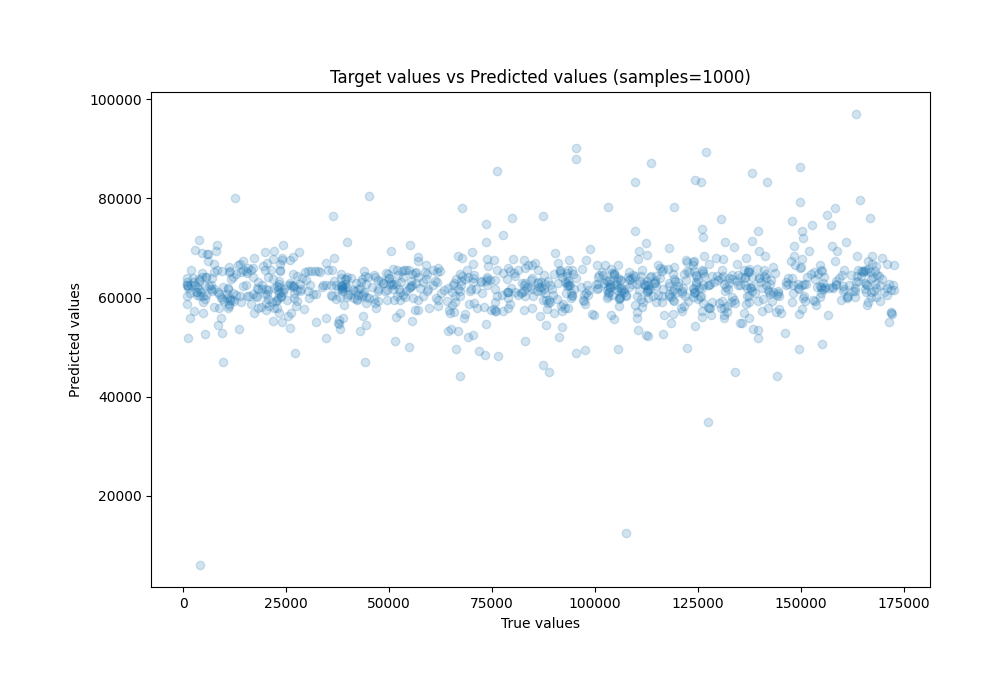 Target values vs Predicted values (samples=1000)
100000
80000
60000
40000
20000
Predicted values
0 25000 50000 75000 100000 125000 150000 175000
True values